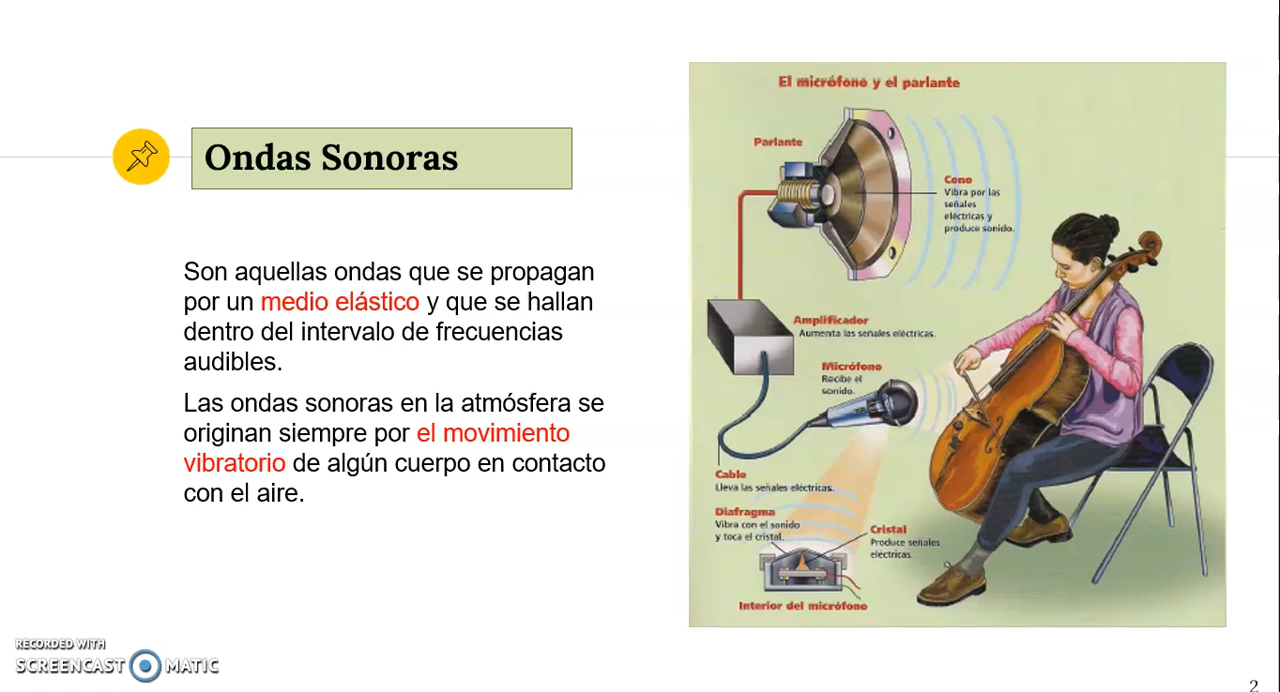 Ondas Sonoras
Son aquellas ondas que se propagan
por un medio elástico y que se hallan
dentro del intervalo de frecuencias
audibles.
Las ondas sonoras en la atmósfera se
originan siempre por el movimiento
vibratorio de algún cuerpo en contacto
con el aire.
El micrófono y el parlante
Parlante
Cono
Vibra por las
señales
eléctricas y
produce sonido.
Amplificador
Aumenta las señales eléctricas.
Micrófono
Recibe el
sonido.
Cable
Lleva las señales eléctricas.
Diafragma
Vibra con el sonido
y toca el cristal.
Cristal
Produce señales
eléctricas.
Interior del micrófono
RECORDED WITH
SCREENCAST MATIC
2